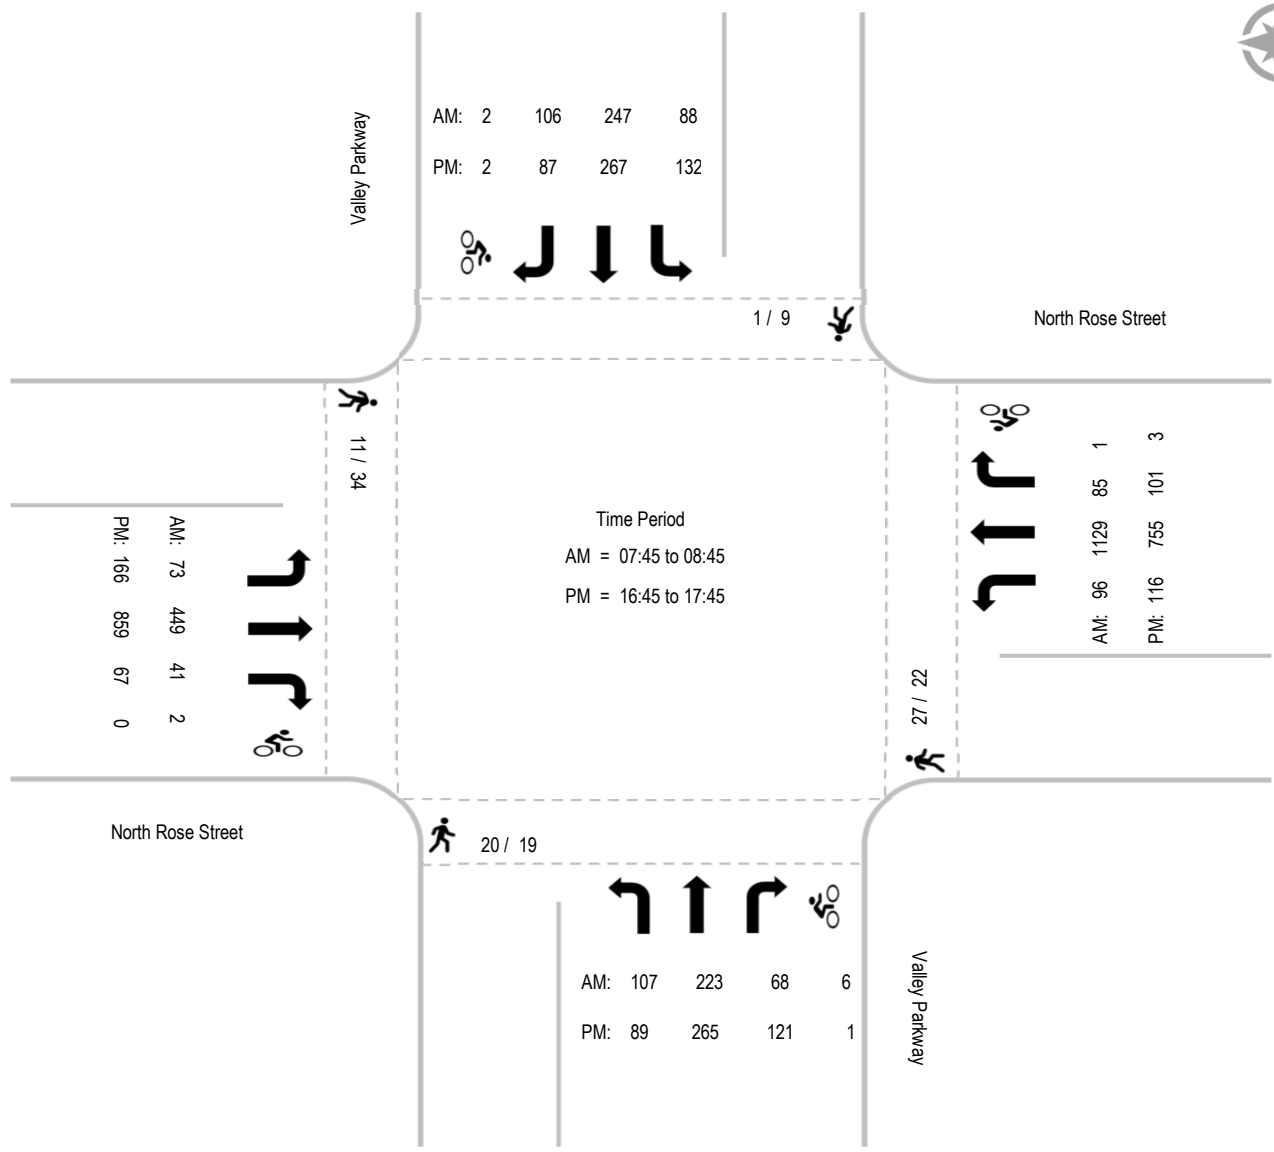 Valley Parkway
AM: 2 106 247 88
PM: 2 87 267 132
1 / 9
North Rose Street
11 / 34
AM: 73 449 41 2
PM: 166 859 67 0
Time Period
AM = 07:45 to 08:45
PM = 16:45 to 17:45
AM: 96 1129 85 1
PM: 116 755 101 3
27 / 22
North Rose Street
20 / 19
AM: 107 223 68 6
PM: 89 265 121 1
Valley Parkway